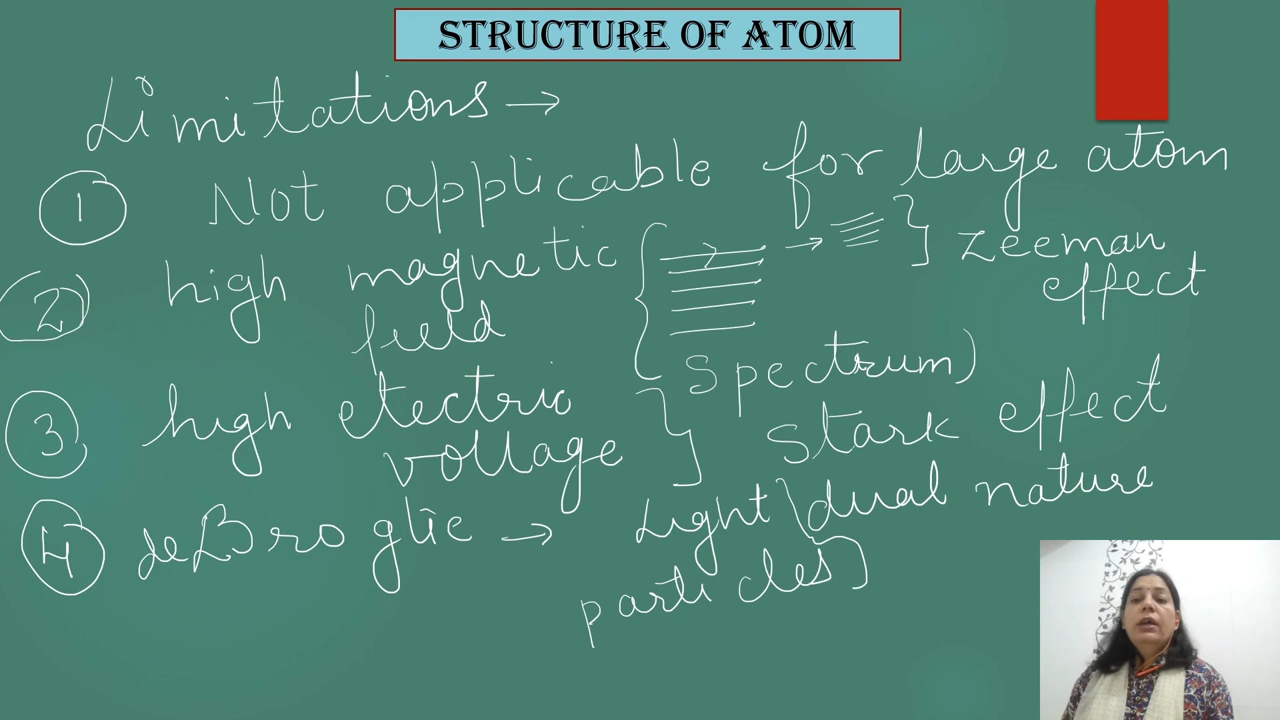 STRUCTURE OF ATOM
Limitations →
1 Not applicable for large atom
2 high magnetic field { → } Zeeman effect
spectrum)
3 high electric voltage } Stark effect
4 deBroglie → Light } dual nature
particles }